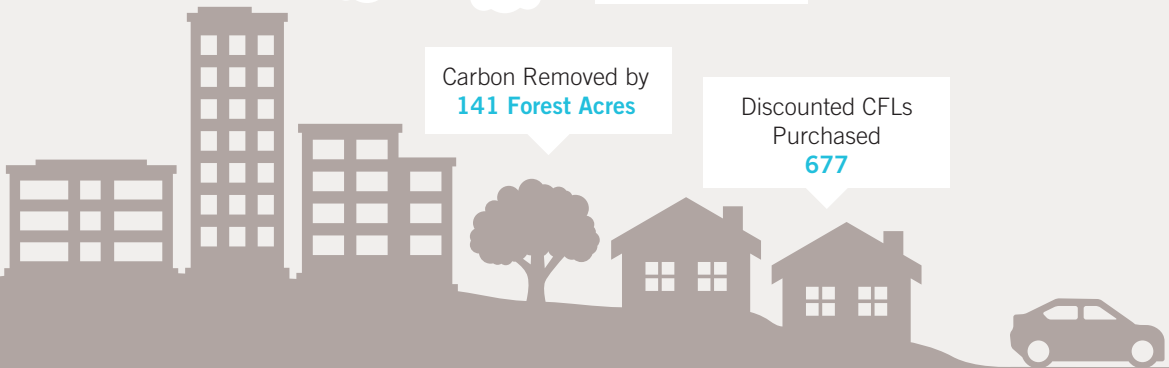 Carbon Removed by
141 Forest Acres
Discounted CFLs
Purchased
677